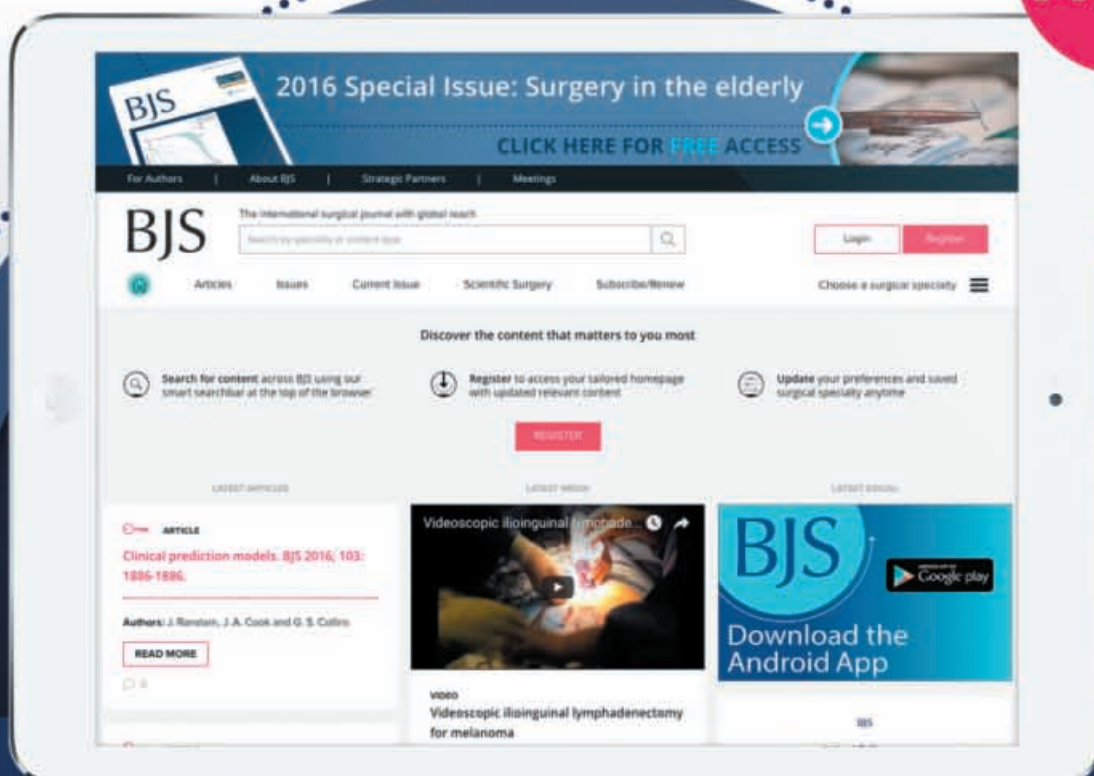 BJS
2016 Special Issue: Surgery in the elderly
CLICK HERE FOR FREE ACCESS
For Authors | About BJS | Strategic Partners | Meetings
BJS
The international surgical journal with global reach
Search by specialty or content type
Login
Register
Articles
Issues
Current Issue
Scientific Surgery
Subscribe/Renew
Choose a surgical specialty
Discover the content that matters to you most
Search for content across BJS using our
smart searchbar at the top of the browser
Register to access your tailored homepage
with updated relevant content
Update your preferences and saved
surgical specialty anytime
REGISTER
LATEST ARTICLES
LATEST MEDIA
LATEST SOCIAL
ARTICLE
Clinical prediction models. BJS 2016; 103:
1886-1886.
Authors: J. Ranstam, J. A. Cook and G. S. Collins
READ MORE
0
Videoscopic ilioinguinal lymphade...
VIDEO
Videoscopic ilioinguinal lymphadenectomy
for melanoma
BJS
Google play
Download the
Android App
BJS